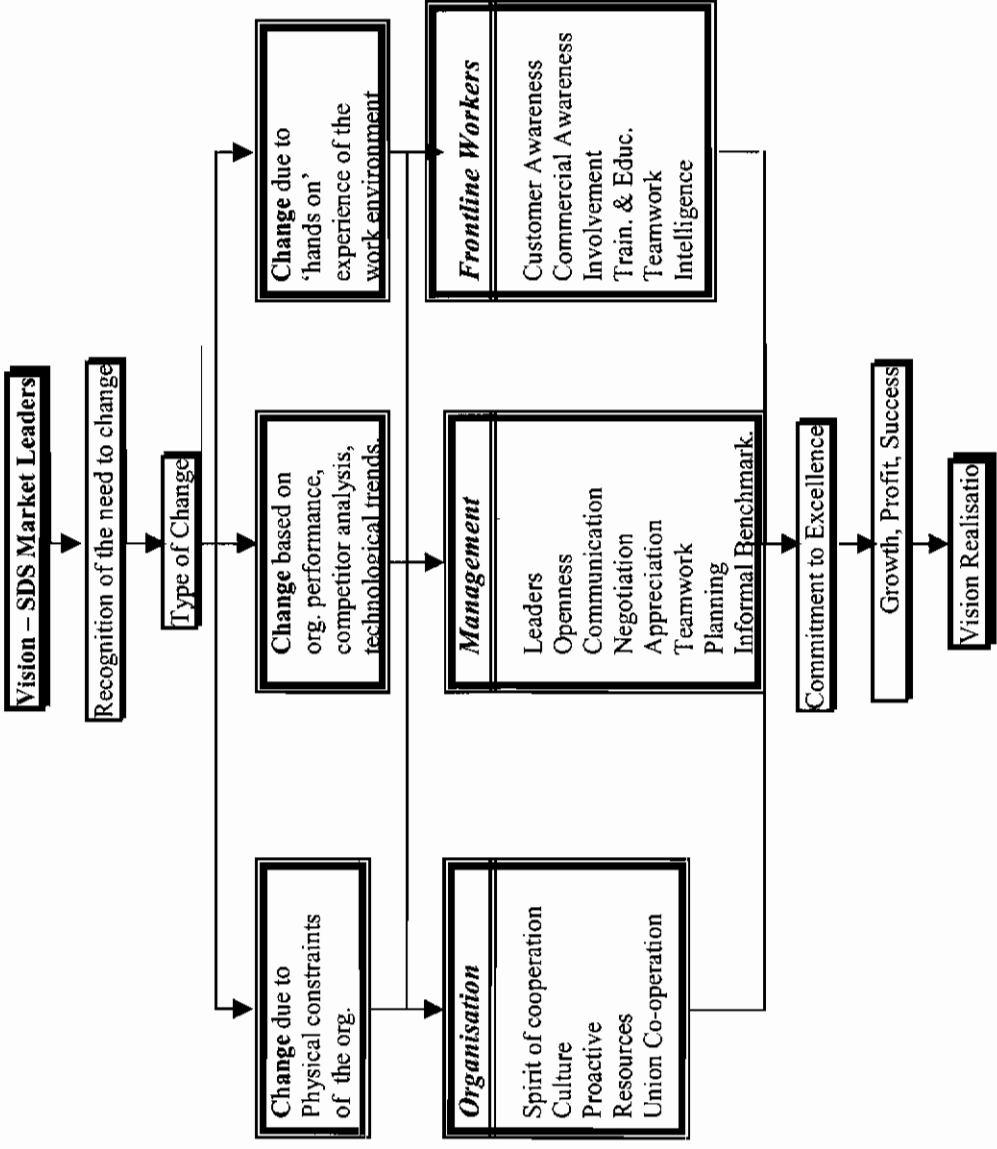 Vision – SDS Market Leaders
Recognition of the need to change
Type of Change
Change due to
Physical constraints
of the org.
Change based on
org. performance,
competitor analysis,
technological trends.
Change due to
‘hands on’
experience of the
work environment
Organisation
Spirit of cooperation
Culture
Proactive
Resources
Union Co-operation
Management
Leaders
Openness
Communication
Negotiation
Appreciation
Teamwork
Planning
Informal Benchmark.
Frontline Workers
Customer Awareness
Commercial Awareness
Involvement
Train. & Educ.
Teamwork
Intelligence
Commitment to Excellence
Growth, Profit, Success
Vision Realisatio